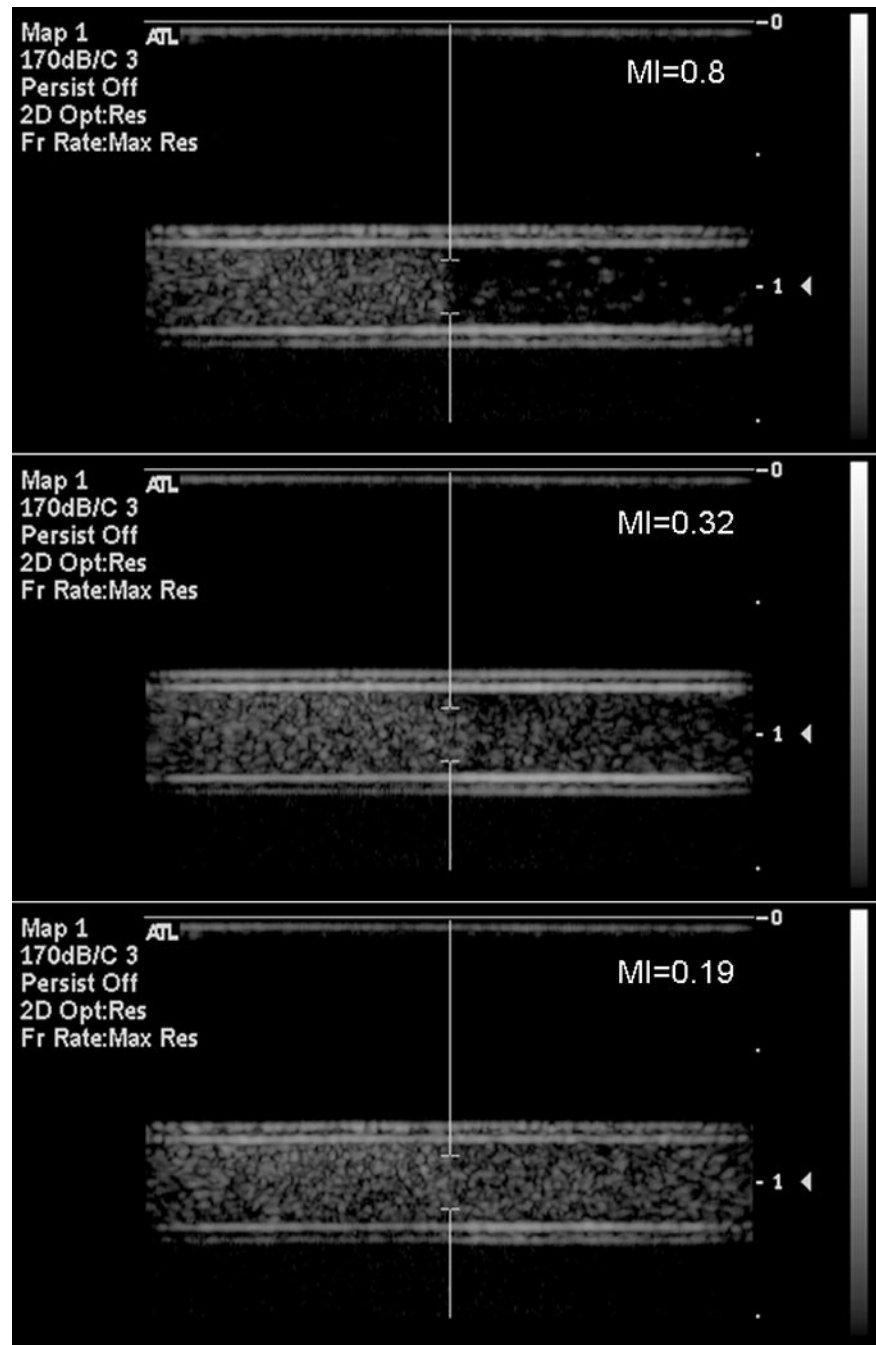 Map 1
170dB/C 3
Persist Off
2D Opt:Res
Fr Rate:Max Res
ATL
MI=0.8
0
1
Map 1
170dB/C 3
Persist Off
2D Opt:Res
Fr Rate:Max Res
ATL
MI=0.32
0
1
Map 1
170dB/C 3
Persist Off
2D Opt:Res
Fr Rate:Max Res
ATL
MI=0.19
0
1